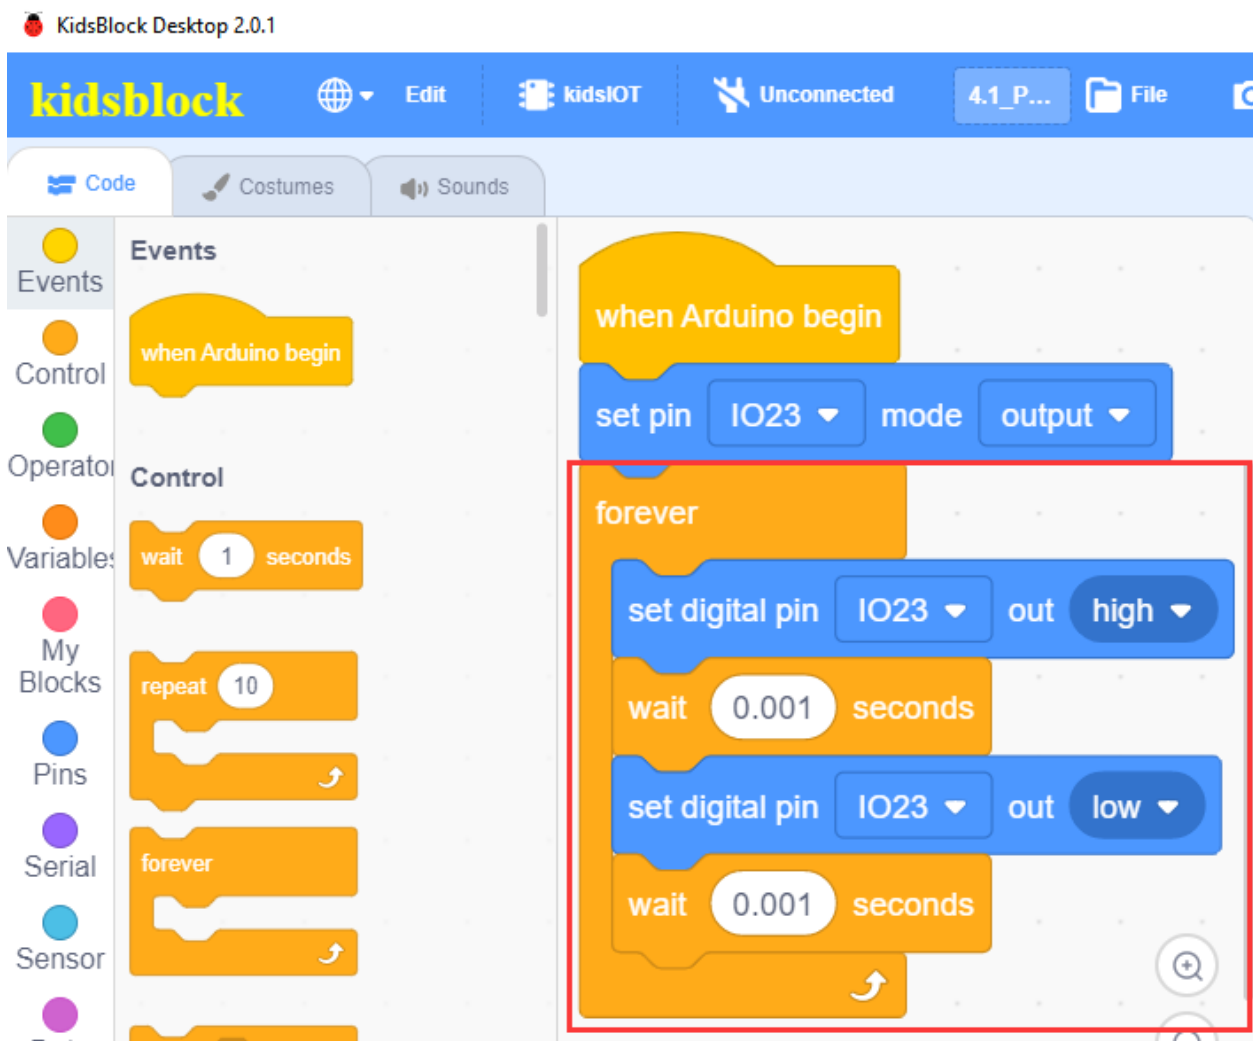 KidsBlock Desktop 2.0.1
kidsblock Edit kidsIOT Unconnected 4.1_P... File
Code Costumes Sounds
Events
Control
Operator
Variables
My
Blocks
Pins
Serial
Sensor
Events
when Arduino begin
Control
wait 1 seconds
repeat 10
forever
when Arduino begin
set pin IO23 mode output
forever
set digital pin IO23 out high
wait 0.001 seconds
set digital pin IO23 out low
wait 0.001 seconds